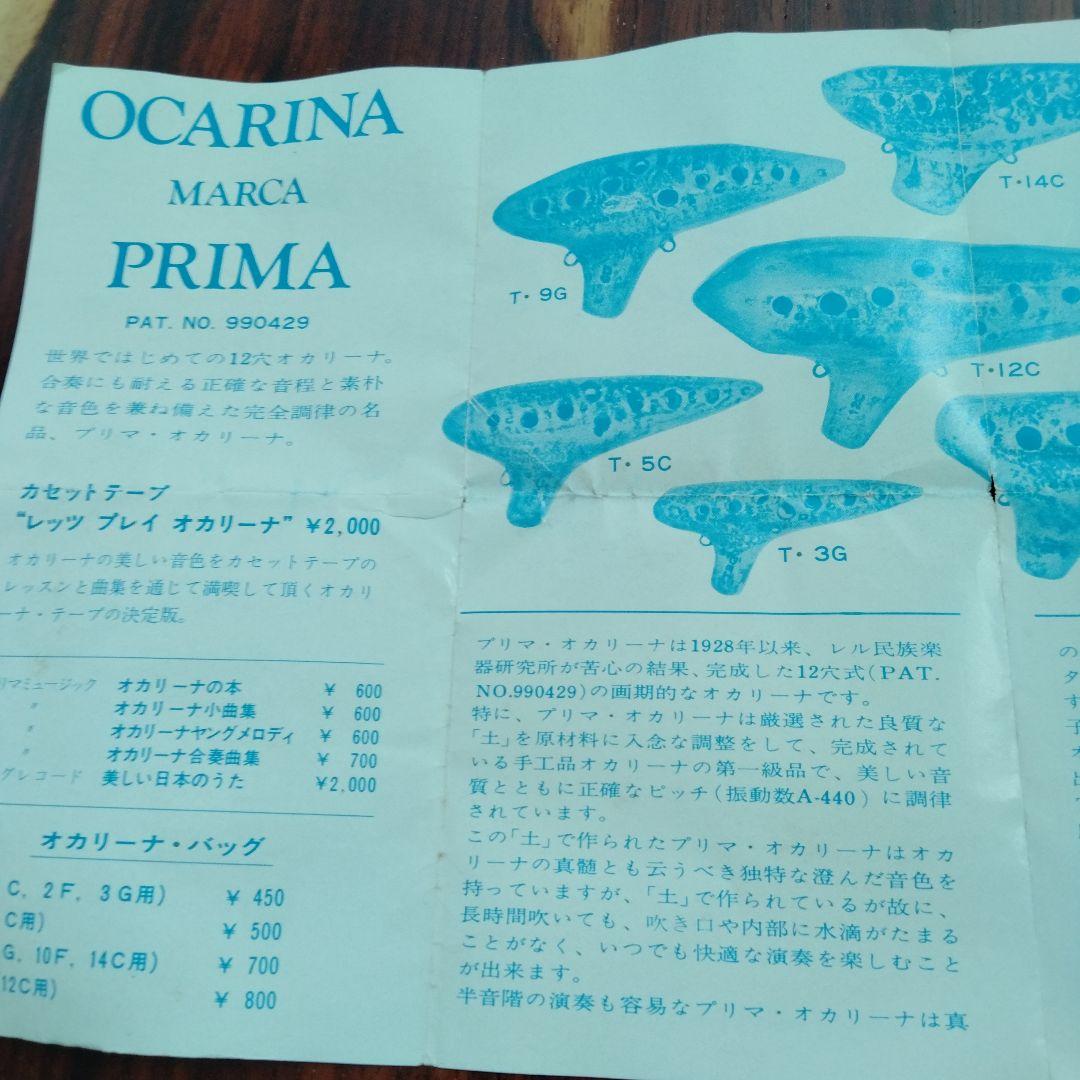 OCARINA
MARCA
PRIMA
PAT. NO. 990429
世界ではじめての12穴オカリーナ。
合奏にも耐える正確な音程と素朴
な音色を兼ね備えた完全調律の名
品、プリマ・オカリーナ。
カセットテープ
“レッツ プレイ オカリーナ” ¥2,000
オカリーナの美しい音色をカセットテープの
レッスンと曲集を通じて満喫して頂くオカリ
ーナ・テープの決定版。
リマミュージック オカリーナの本 ¥ 600
〃 オカリーナ小曲集 ¥ 600
〃 オカリーナヤングメロディ ¥ 600
〃 オカリーナ合奏曲集 ¥ 700
グレコード 美しい日本のうた ¥2,000
オカリーナ・バッグ
C, 2F, 3G用) ¥ 450
C用) ¥ 500
G, 10F, 14C用) ¥ 700
12C用) ¥ 800
T・14C
T・9G
T・12C
T・5C
T・3G
プリマ・オカリーナは1928年以来、レル民族楽
器研究所が苦心の結果、完成した12穴式(PAT.
NO.990429)の画期的なオカリーナです。
特に、プリマ・オカリーナは厳選された良質な
「土」を原材料に入念な調整をして、完成されて
いる手工品オカリーナの第一級品で、美しい音
質とともに正確なピッチ(振動数A-440)に調律
されています。
この「土」で作られたプリマ・オカリーナはオカ
リーナの真髄とも云うべき独特な澄んだ音色を
持っていますが、「土」で作られているが故に、
長時間吹いても、吹き口や内部に水滴がたまる
ことがなく、いつでも快適な演奏を楽しむこと
が出来ます。
半音階の演奏も容易なプリマ・オカリーナは真
の
タ
す
子